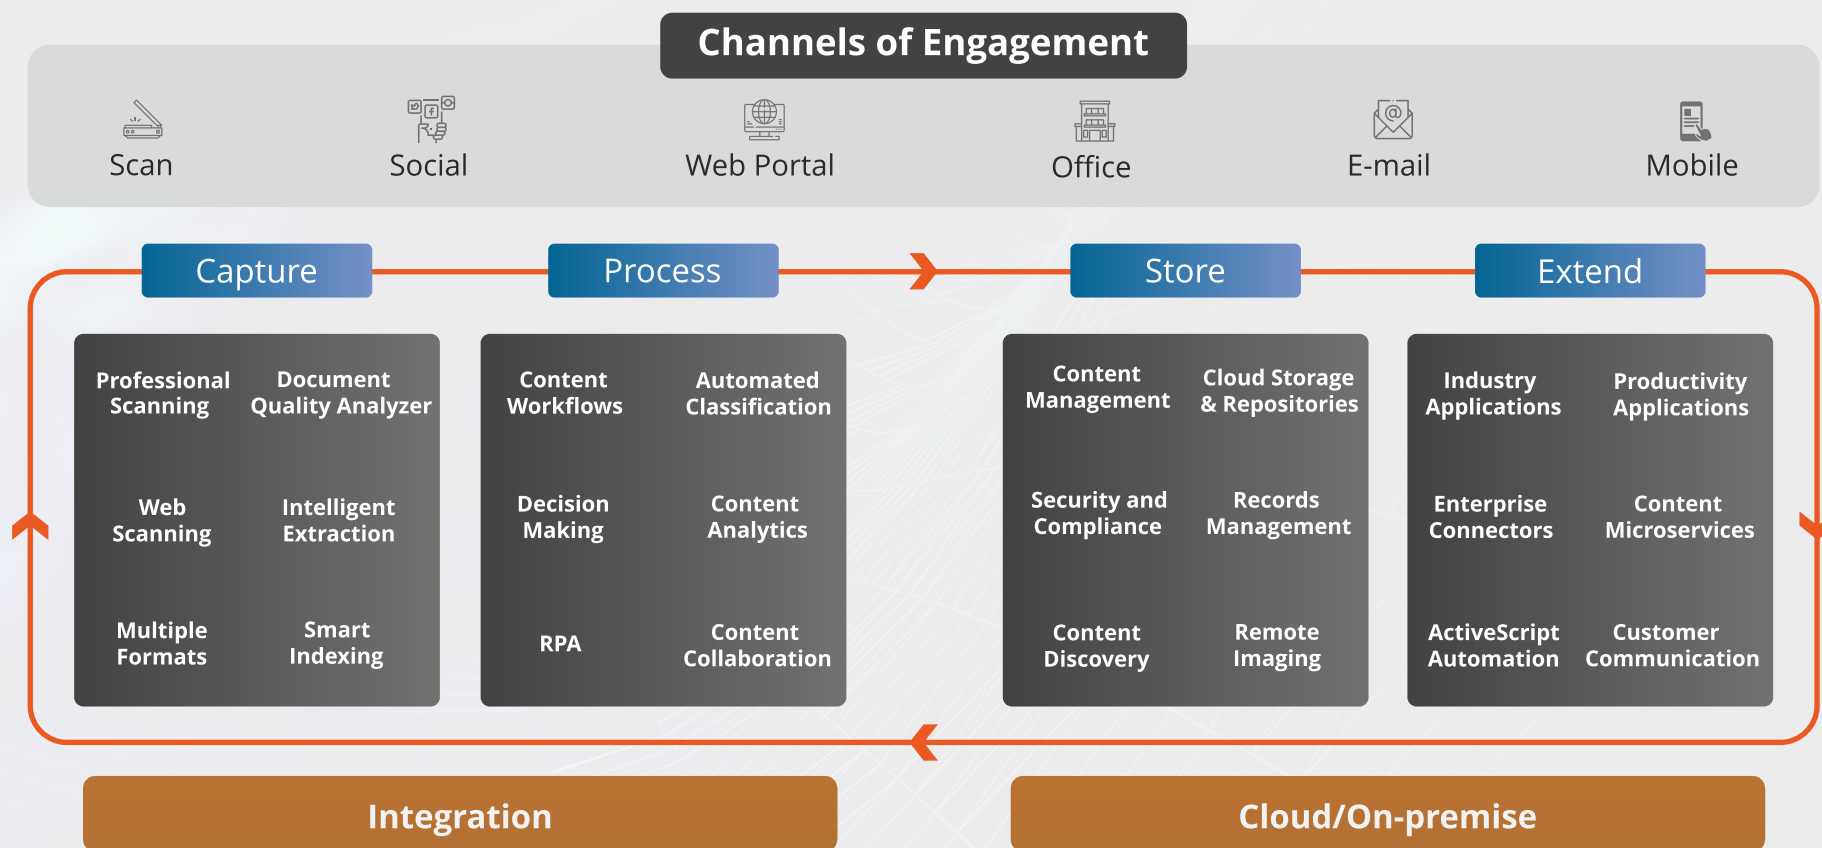 Channels of Engagement
Scan
Social
Web Portal
Office
E-mail
Mobile
Capture
Process
Store
Extend
Professional
Scanning
Document
Quality Analyzer
Web
Scanning
Intelligent
Extraction
Multiple
Formats
Smart
Indexing
Content
Workflows
Automated
Classification
Decision
Making
Content
Analytics
RPA
Content
Collaboration
Content
Management
Cloud Storage
& Repositories
Security and
Compliance
Records
Management
Content
Discovery
Remote
Imaging
Industry
Applications
Productivity
Applications
Enterprise
Connectors
Content
Microservices
ActiveScript
Automation
Customer
Communication
Integration
Cloud/On-premise